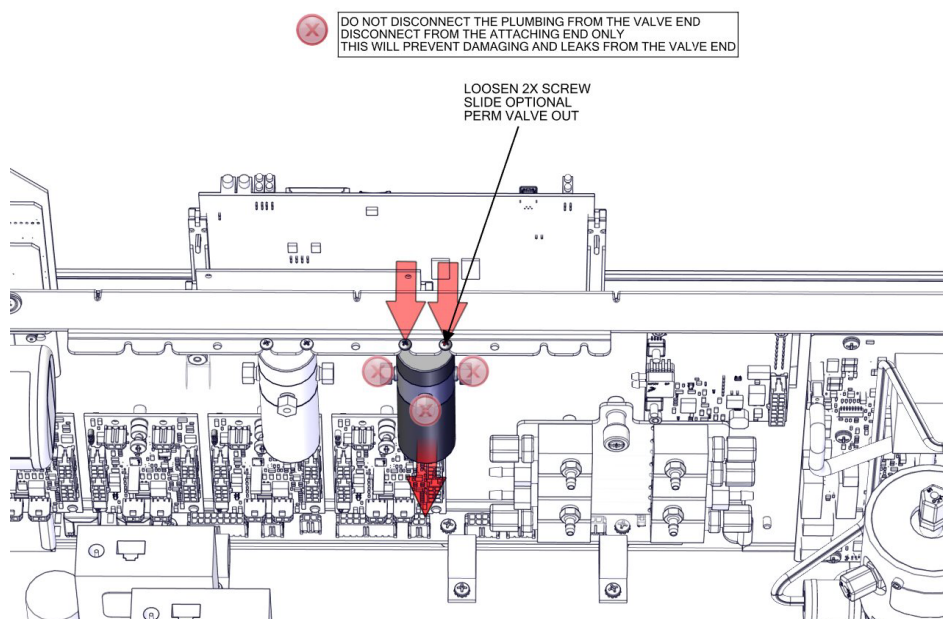 DO NOT DISCONNECT THE PLUMBING FROM THE VALVE END
DISCONNECT FROM THE ATTACHING END ONLY
THIS WILL PREVENT DAMAGING AND LEAKS FROM THE VALVE END
LOOSEN 2X SCREW
SLIDE OPTIONAL
PERM VALVE OUT